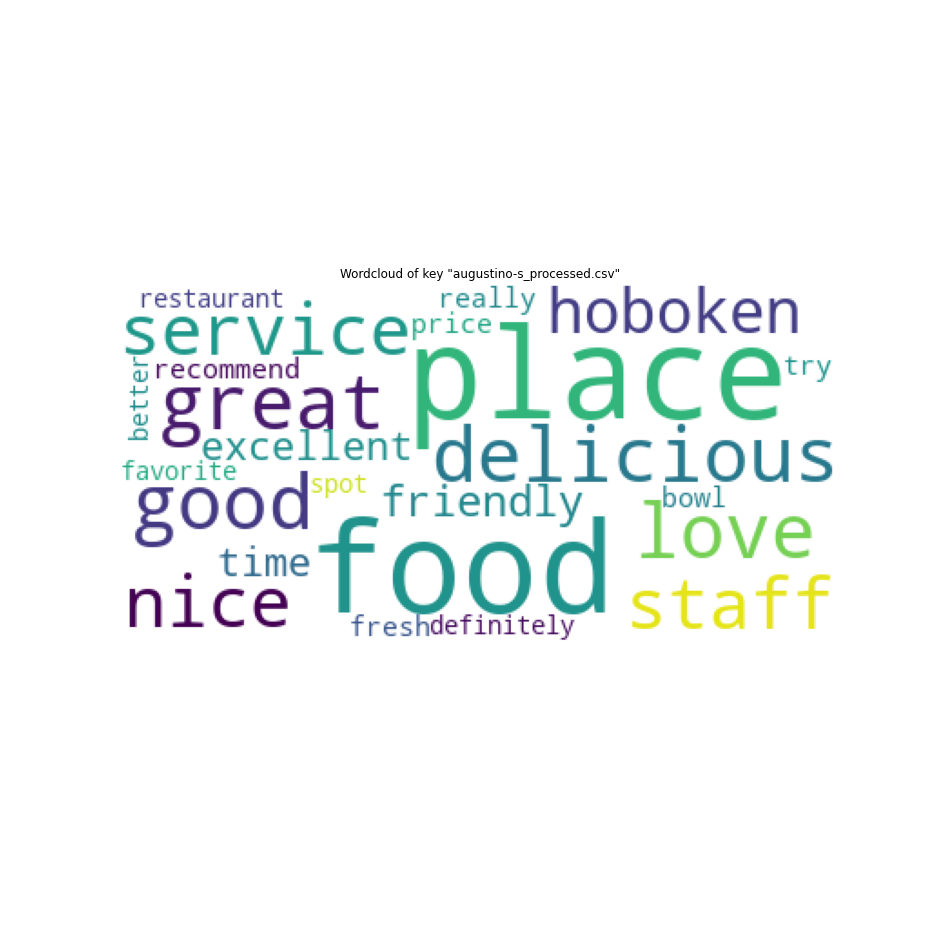 Wordcloud of key "augustino-s_processed.csv"
restaurant
really
hoboken
service
price
place
try
better
recommend
great
excellent
delicious
favorite
good
spot
friendly
bowl
love
time
food
nice
staff
fresh
definitely